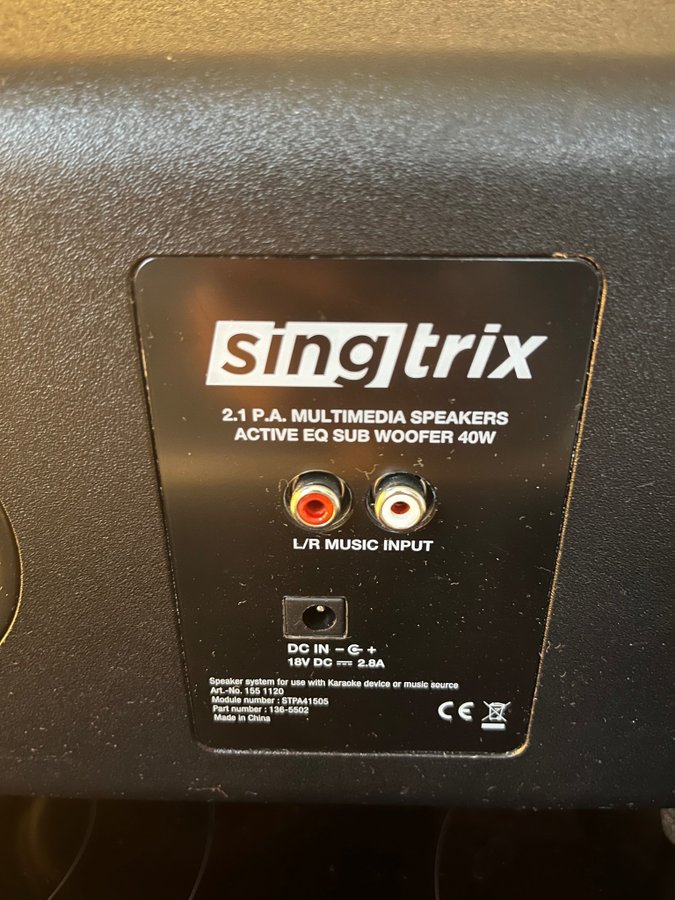 singtrix
2.1 P.A. MULTIMEDIA SPEAKERS
ACTIVE EQ SUB WOOFER 40W
L/R MUSIC INPUT
DC IN - +
18V DC ⎓ 2.8A
Speaker system for use with Karaoke device or music source
Art.-No. 155 1120
Module number : STPA41505
Part number : 136-5502
Made in China
CE